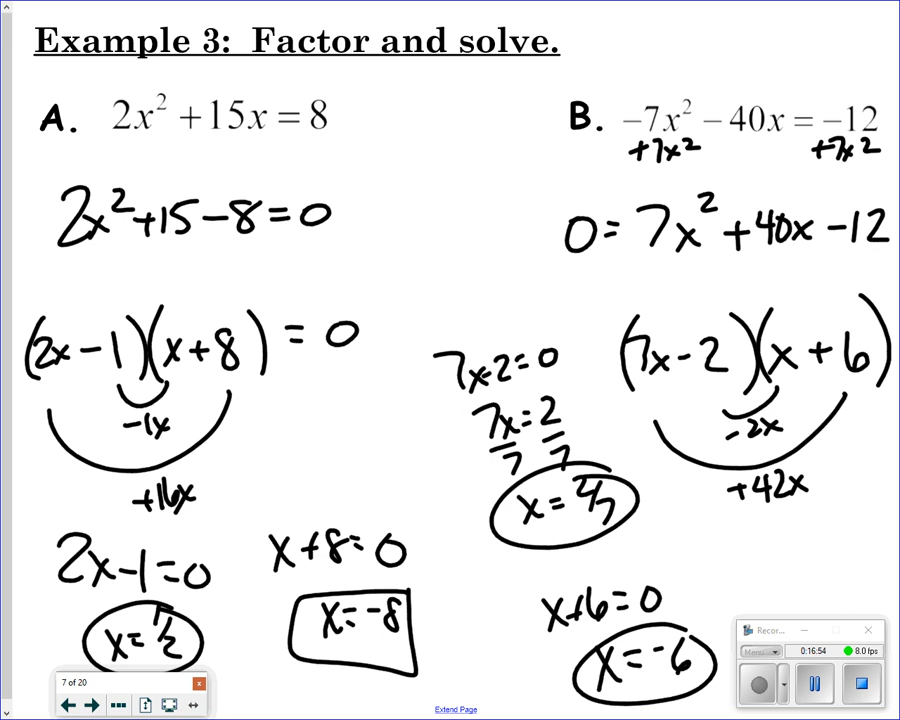 Example 3: Factor and solve.
A. 2x² + 15x = 8
2x² + 15 - 8 = 0
(2x - 1)(x + 8) = 0
-1x
+16x
2x - 1 = 0
x = 1/2
x + 8 = 0
x = -8
B. -7x² - 40x = -12
+7x² +7x²
0 = 7x² + 40x - 12
(7x - 2)(x + 6)
-2x
+42x
7x - 2 = 0
7x = 2
7 7
x = 2/7
x + 6 = 0
x = -6
Recor...
Menu
0:16:54 8.0 fps
7 of 20
x
Extend Page